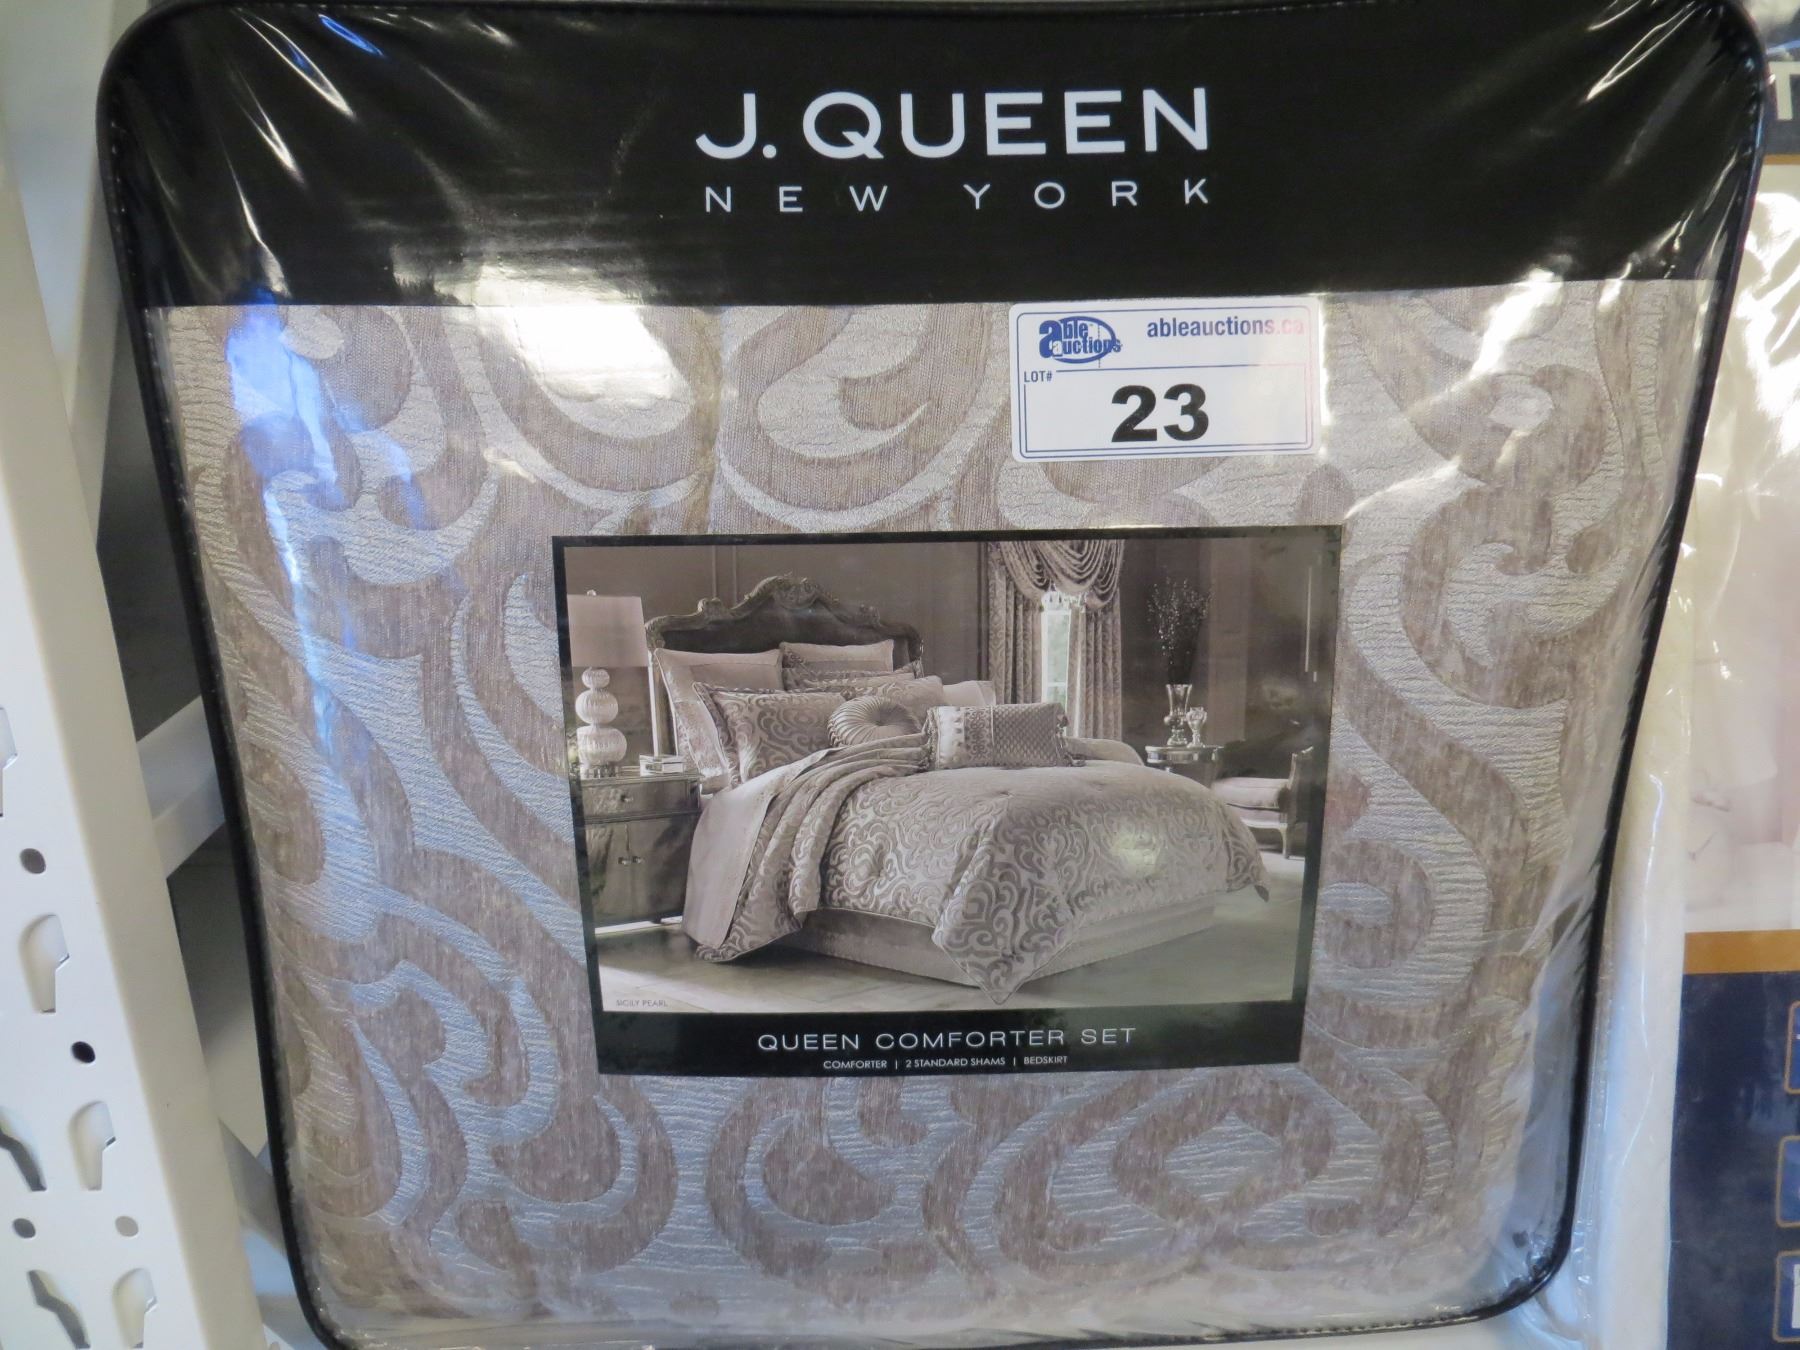 J. QUEEN
NEW YORK
able auctions ableauctions.ca
LOT#
23
SICILY PEARL
QUEEN COMFORTER SET
COMFORTER | 2 STANDARD SHAMS | BEDSKIRT
T